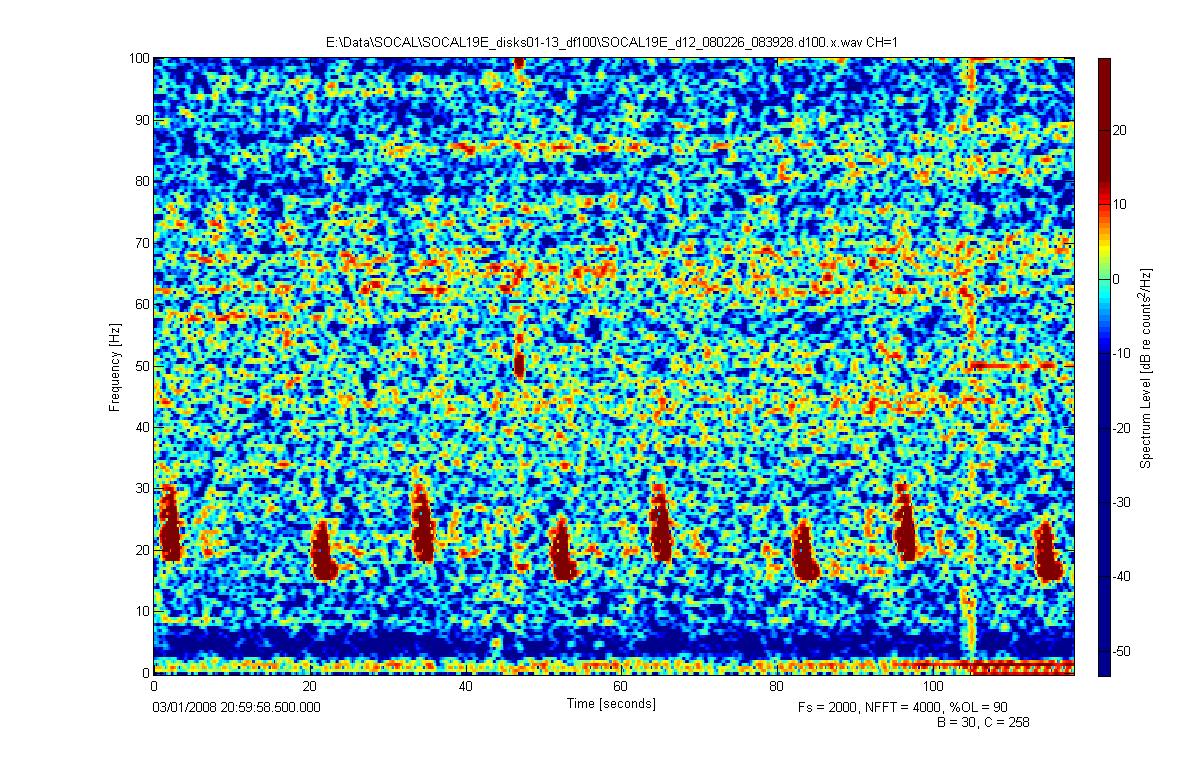 E:\Data\SOCAL\SOCAL19E_disks01-13_df100\SOCAL19E_d12_080226_083928.d100.x.wav CH=1
100
90
80
70
60
50
40
30
20
10
0
Frequency [Hz]
0 20 40 60 80 100
Time [seconds]
03/01/2008 20:59:58.500.000
Fs = 2000, NFFT = 4000, %OL = 90
B = 30, C = 258
20
10
0
-10
-20
-30
-40
-50
Spectrum Level [dB re counts²/Hz]